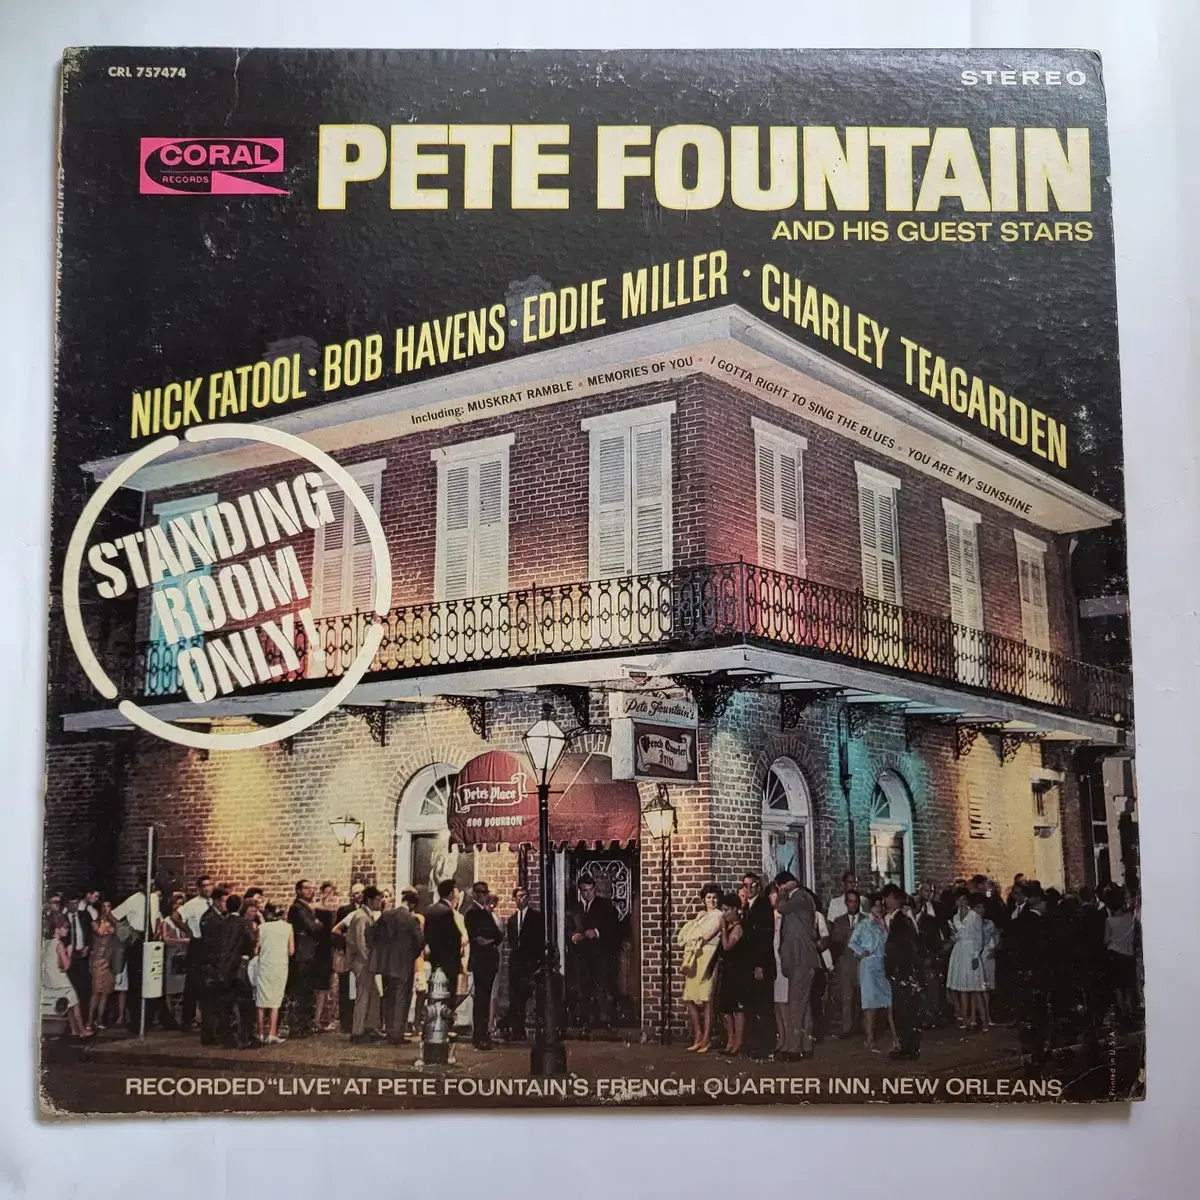 CRL 757474
STEREO
CORAL
RECORDS
PETE FOUNTAIN
AND HIS GUEST STARS
NICK FATOOL · BOB HAVENS · EDDIE MILLER · CHARLEY TEAGARDEN
Including: MUSKRAT RAMBLE • MEMORIES OF YOU • I GOTTA RIGHT TO SING THE BLUES • YOU ARE MY SUNSHINE
STANDING
ROOM
ONLY!
Pete Fountain's
French Quarter
Inn
Pete's Place
800 BOURBON
RECORDED "LIVE" AT PETE FOUNTAIN'S FRENCH QUARTER INN, NEW ORLEANS
Printed in U.S.A.